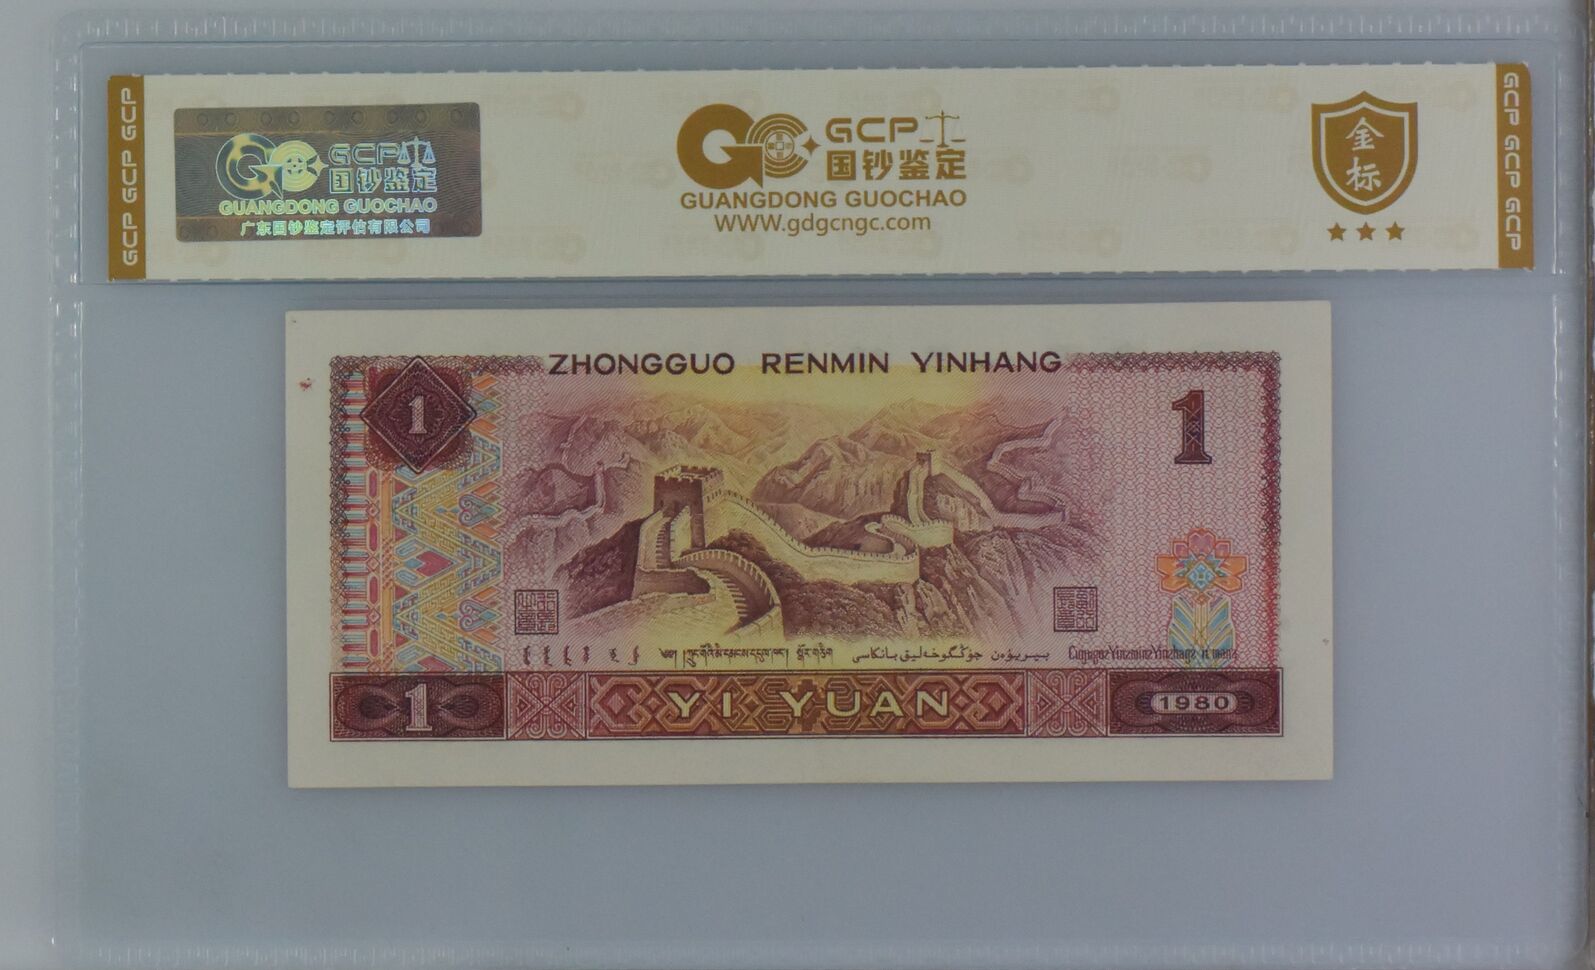 GCP GCP GCP
GCP
国钞鉴定
GUANGDONG GUOCHAO
广东国钞鉴定评估有限公司
GCP
国钞鉴定
GUANGDONG GUOCHAO
WWW.gdgcngc.com
金
标
GCP GCP GCP
ZHONGGUO RENMIN YINHANG
1
1
1
YI YUAN
1980